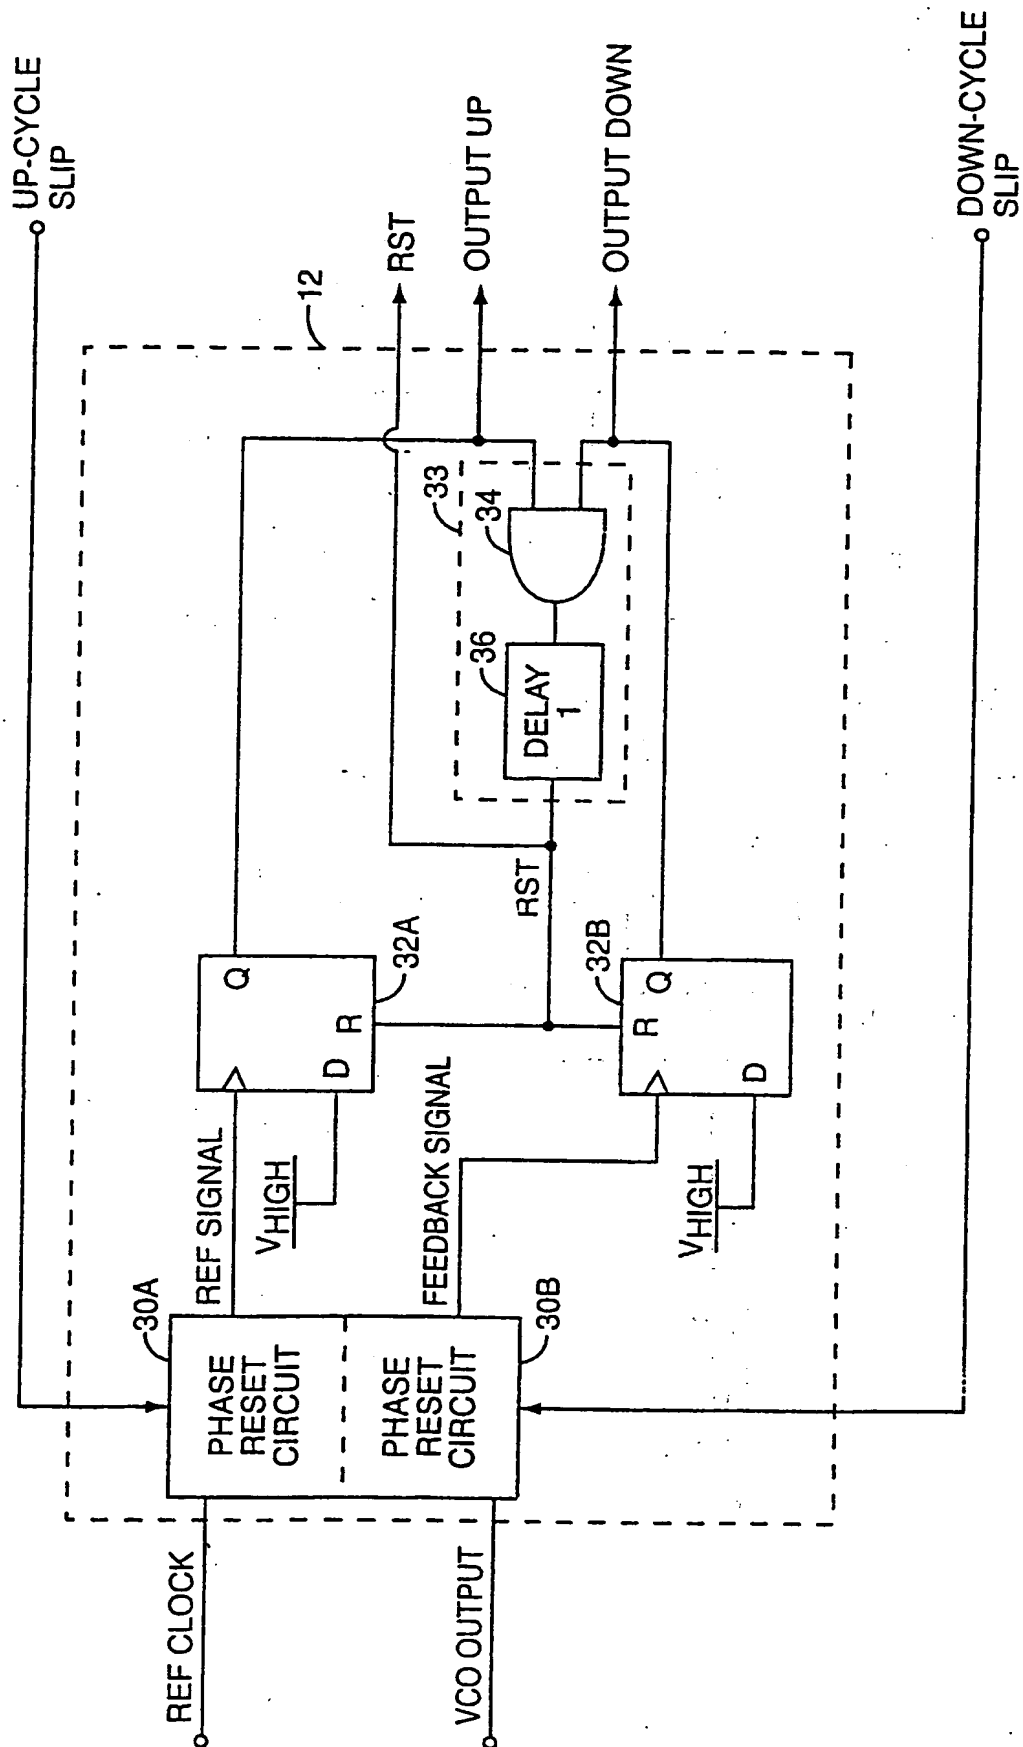 UP-CYCLE
SLIP
12
RST
OUTPUT UP
OUTPUT DOWN
DOWN-CYCLE
SLIP
33
34
36
DELAY
1
RST
Q
R
D
32A
32B
R
Q
D
REF SIGNAL
VHIGH
FEEDBACK SIGNAL
VHIGH
30A
PHASE
RESET
CIRCUIT
PHASE
RESET
CIRCUIT
30B
REF CLOCK
VCO OUTPUT